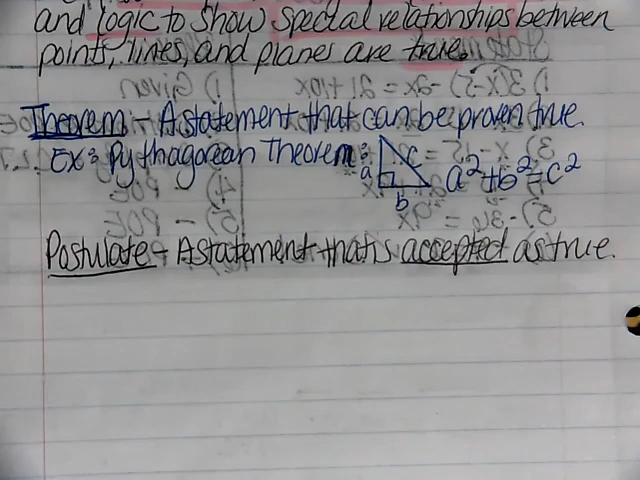 and logic to show special relationships between
points, lines, and planes are true.
Theorem - A statement that can be proven true.
Ex: Pythagorean Theorem: a b c a²+b²=c²
Postulate - A statement that is accepted as true.